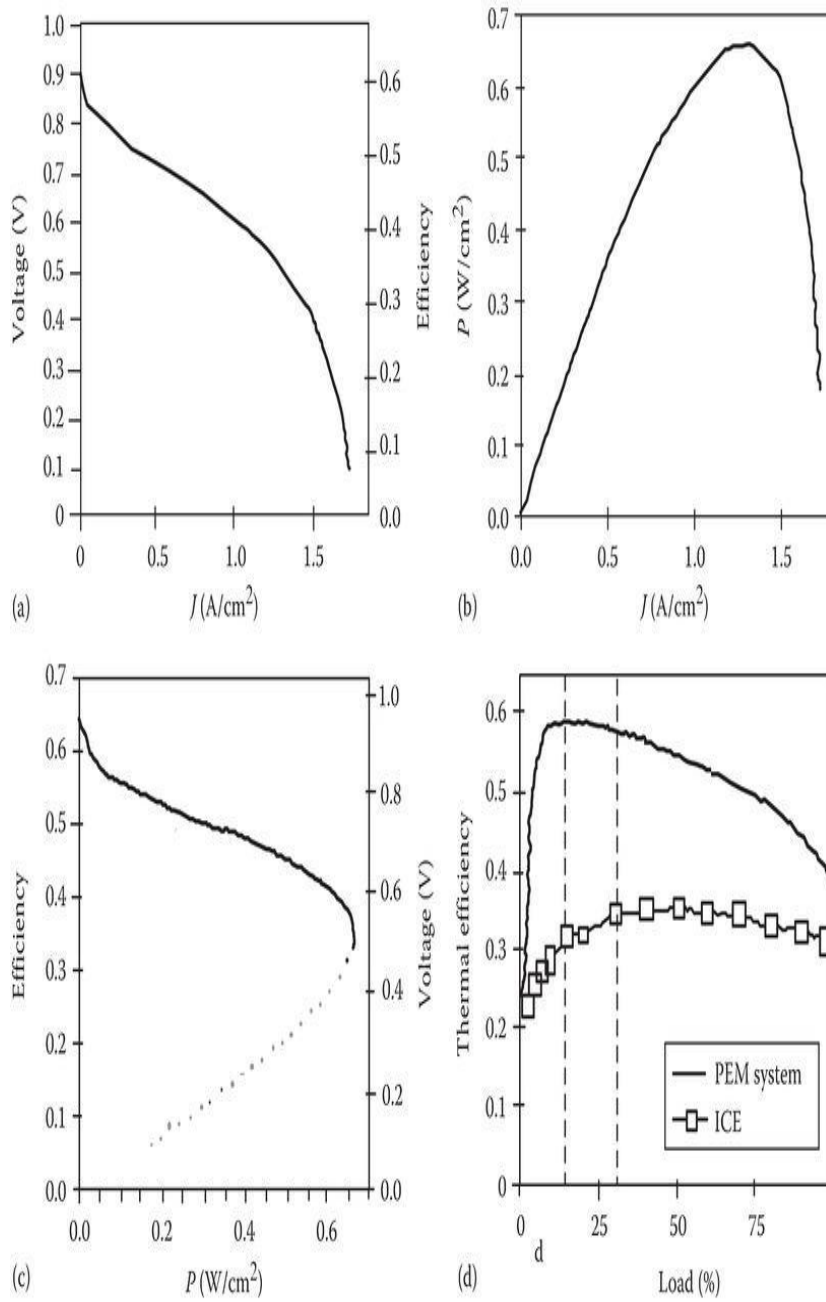 1.0
0.9
0.8
0.7
0.6
0.5
0.4
0.3
0.2
0.1
0
Voltage (V)
0.6
0.5
0.4
0.3
0.2
0.1
0.0
Efficiency
0 0.5 1.0 1.5
(a) J (A/cm²)
0.7
0.6
0.5
0.4
0.3
0.2
0.1
0.0
P (W/cm²)
0.0 0.5 1.0 1.5
(b) J (A/cm²)
0.7
0.6
0.5
0.4
0.3
0.2
0.1
0.0
Efficiency
1.0
0.8
0.6
0.4
0.2
0.0
Voltage (V)
0.0 0.2 0.4 0.6
(c) P (W/cm²)
0.6
0.5
0.4
0.3
0.2
0.1
0
Thermal efficiency
PEM system
ICE
0.0 25 50 75
d
(d) Load (%)